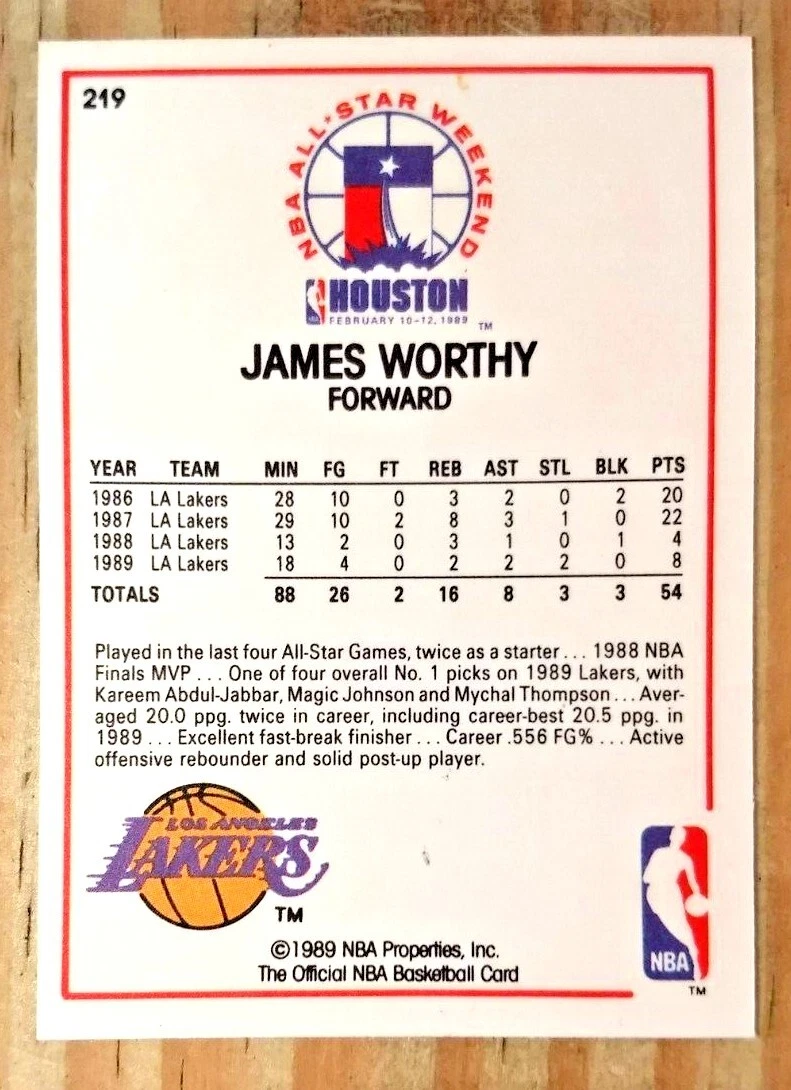 219
NBA ALL-STAR WEEKEND
NBA HOUSTON
FEBRUARY 10-12, 1989 TM
JAMES WORTHY
FORWARD
YEAR TEAM MIN FG FT REB AST STL BLK PTS
1986 LA Lakers 28 10 0 3 2 0 2 20
1987 LA Lakers 29 10 2 8 3 1 0 22
1988 LA Lakers 13 2 0 3 1 0 1 4
1989 LA Lakers 18 4 0 2 2 2 0 8
TOTALS 88 26 2 16 8 3 3 54
Played in the last four All-Star Games, twice as a starter . . . 1988 NBA
Finals MVP . . . One of four overall No. 1 picks on 1989 Lakers, with
Kareem Abdul-Jabbar, Magic Johnson and Mychal Thompson . . . Aver-
aged 20.0 ppg. twice in career, including career-best 20.5 ppg. in
1989 . . . Excellent fast-break finisher . . . Career .556 FG% . . . Active
offensive rebounder and solid post-up player.
LOS ANGELES
LAKERS
TM
©1989 NBA Properties, Inc.
The Official NBA Basketball Card
NBA
TM